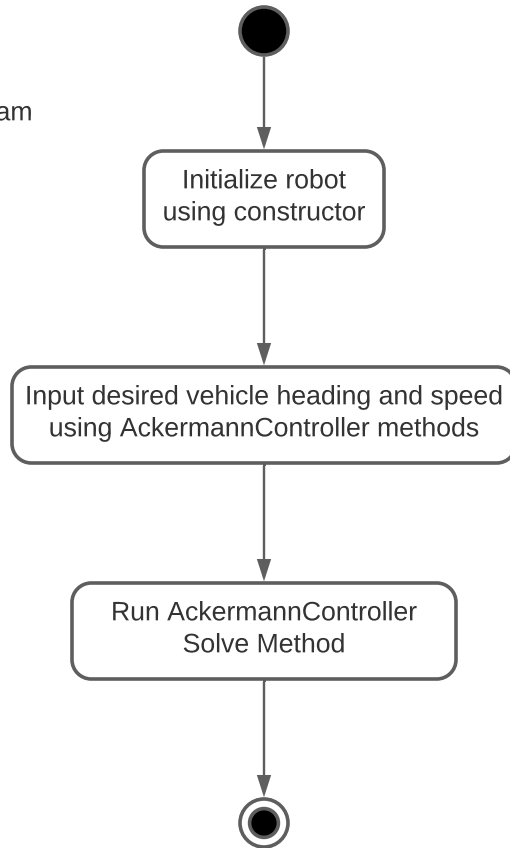 am
Initialize robot
using constructor
Input desired vehicle heading and speed
using AckermannController methods
Run AckermannController
Solve Method